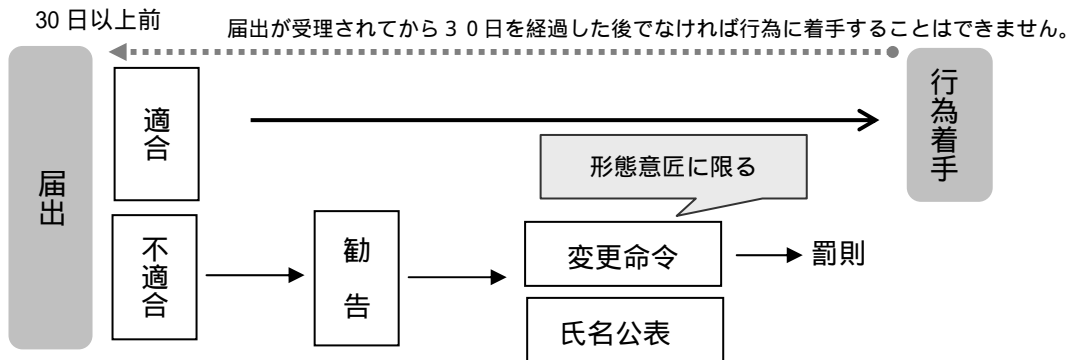 30日以上前
届出が受理されてから３０日を経過した後でなければ行為に着手することはできません。
届出
適合
行為着手
形態意匠に限る
不適合
勧告
変更命令
罰則
氏名公表